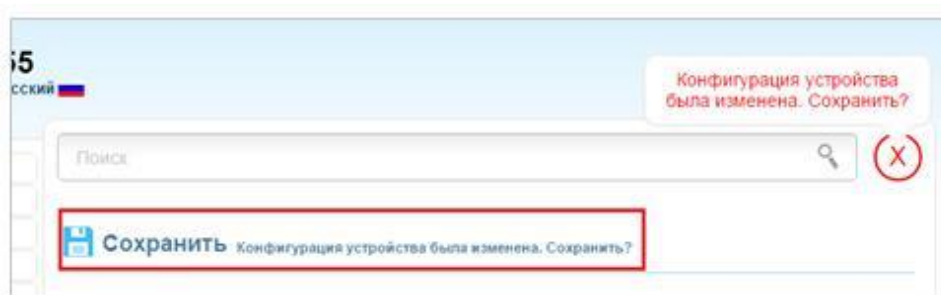 55
сский
Конфигурация устройства
была изменена. Сохранить?
Поиск
X
Сохранить Конфигурация устройства была изменена. Сохранить?